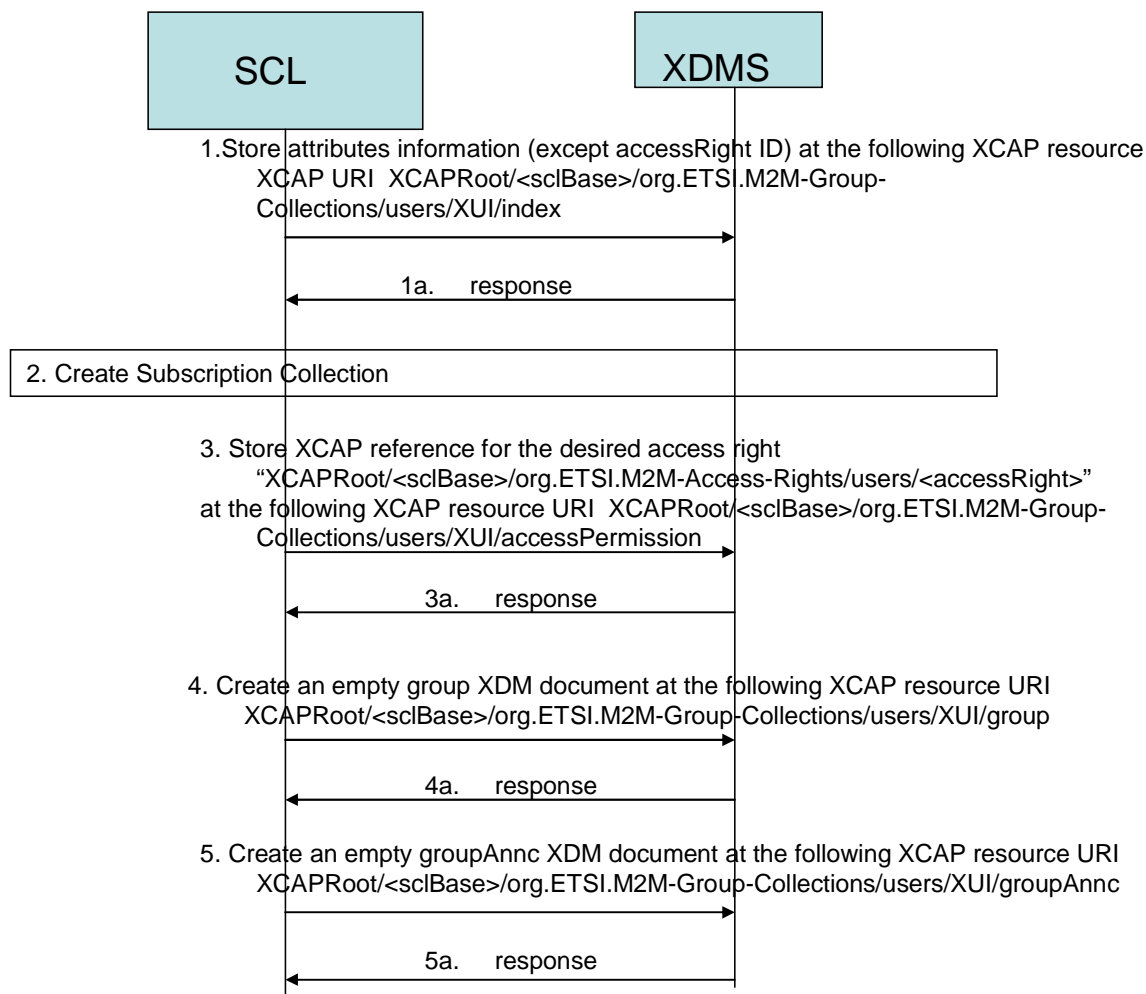 SCL
XDMS
1.Store attributes information (except accessRight ID) at the following XCAP resource
XCAP URI  XCAPRoot/<sclBase>/org.ETSI.M2M-Group-
Collections/users/XUI/index
1a. response
2. Create Subscription Collection
3. Store XCAP reference for the desired access right
“XCAPRoot/<sclBase>/org.ETSI.M2M-Access-Rights/users/<accessRight>”
at the following XCAP resource URI  XCAPRoot/<sclBase>/org.ETSI.M2M-Group-
Collections/users/XUI/accessPermission
3a. response
4. Create an empty group XDM document at the following XCAP resource URI
XCAPRoot/<sclBase>/org.ETSI.M2M-Group-Collections/users/XUI/group
4a. response
5. Create an empty groupAnnc XDM document at the following XCAP resource URI
XCAPRoot/<sclBase>/org.ETSI.M2M-Group-Collections/users/XUI/groupAnnc
5a. response